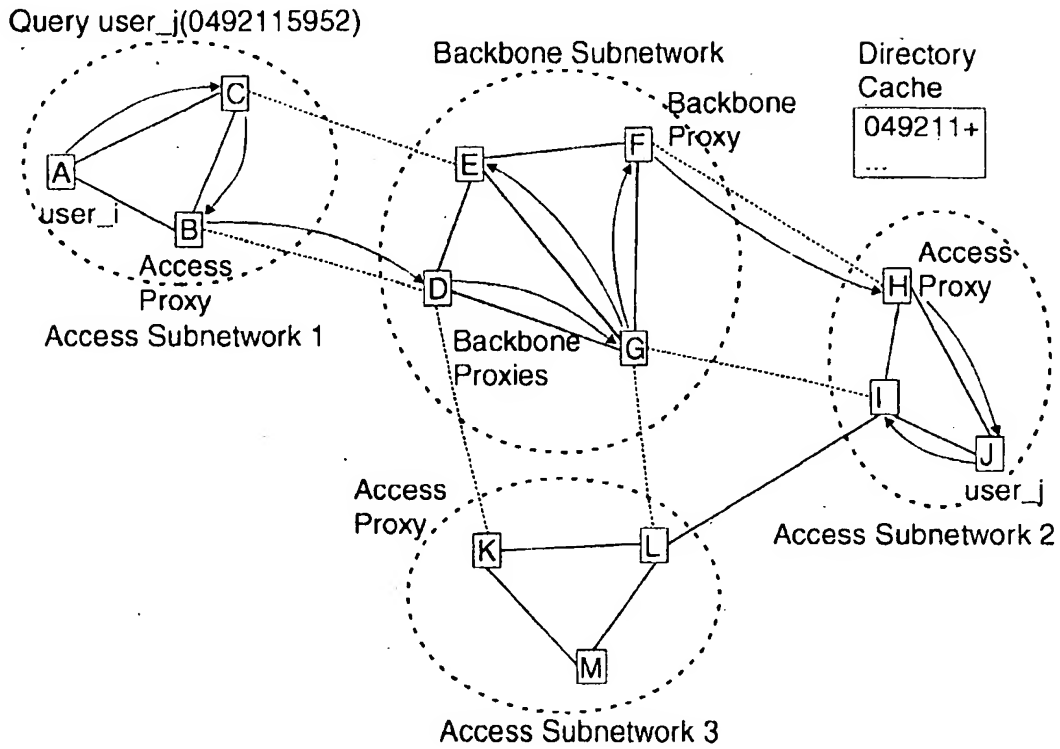 Query user_j(0492115952)
Backbone Subnetwork
Directory
Cache
049211+
...
C
Backbone
Proxy
F
E
A
user_i
B
Access
Proxy
Access Subnetwork 1
D
Backbone
Proxies
G
Access
Proxy
H
I
J
user_j
Access Subnetwork 2
Access
Proxy
K
L
M
Access Subnetwork 3